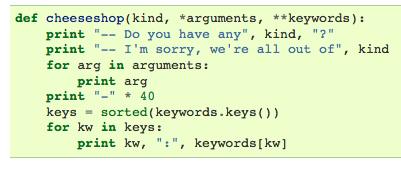 def cheeseshop(kind, *arguments, **keywords):
    print "-- Do you have any", kind, "?"
    print "-- I'm sorry, we're all out of", kind
    for arg in arguments:
        print arg
    print "-" * 40
    keys = sorted(keywords.keys())
    for kw in keys:
        print kw, ":", keywords[kw]